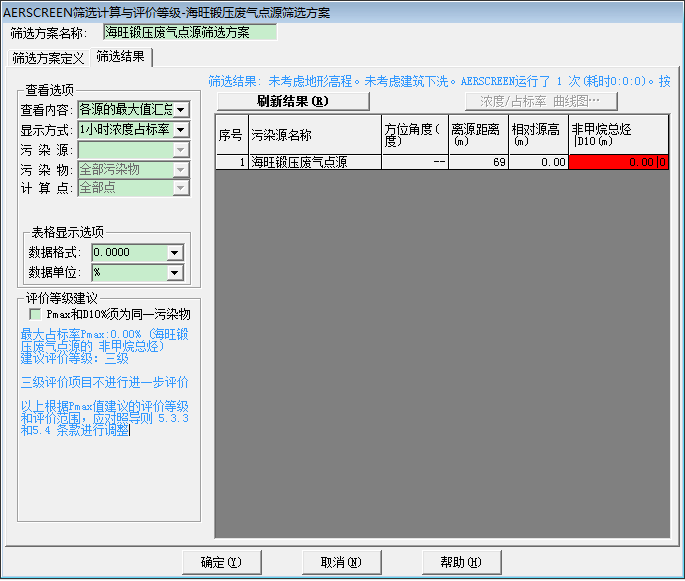 AERSCREEN筛选计算与评价等级-海旺锻压废气点源筛选方案
筛选方案名称: 海旺锻压废气点源筛选方案
筛选方案定义 筛选结果
查看选项
查看内容: 各源的最大值汇总
显示方式: 1小时浓度占标率
污 染 源:
污 染 物: 全部污染物
计 算 点: 全部点
表格显示选项
数据格式: 0.0000
数据单位: %
评价等级建议
Pmax和D10%须为同一污染物
最大占标率Pmax:0.00% (海旺锻
压废气点源的 非甲烷总烃)
建议评价等级: 三级
三级评价项目不进行进一步评价
以上根据Pmax值建议的评价等级
和评价范围, 应对照导则 5.3.3
和5.4 条款进行调整
筛选结果: 未考虑地形高程。未考虑建筑下洗。AERSCREEN运行了 1 次(耗时0:0:0)。按
刷新结果(R) 浓度/占标率 曲线图…
序号 污染源名称 方位角度(度) 离源距离(m) 相对源高(m) 非甲烷总烃|D10(m)
1 海旺锻压废气点源 -- 69 0.00 0.00|0
确定(Y) 取消(N) 帮助(H)